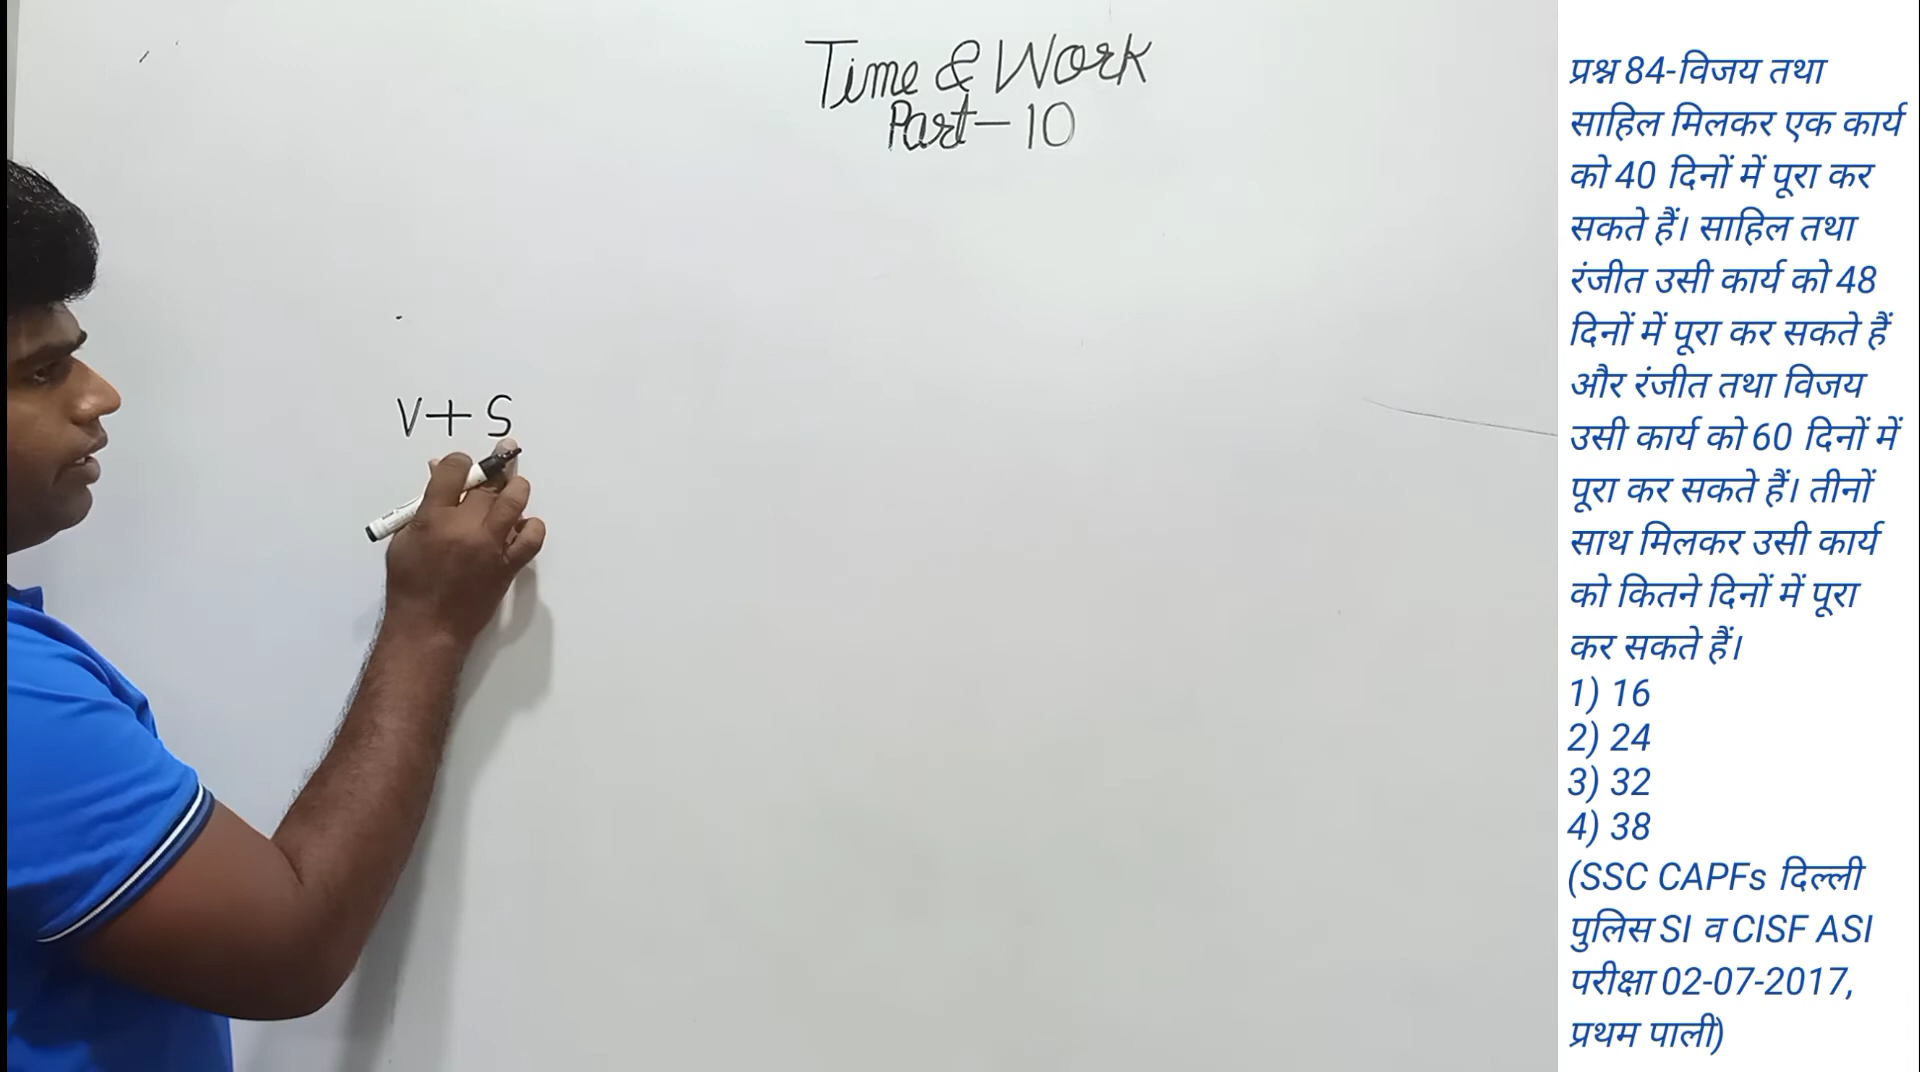 Time & Work
Part-10
V+S
प्रश्न 84-विजय तथा
साहिल मिलकर एक कार्य
को 40 दिनों में पूरा कर
सकते हैं। साहिल तथा
रंजीत उसी कार्य को 48
दिनों में पूरा कर सकते हैं
और रंजीत तथा विजय
उसी कार्य को 60 दिनों में
पूरा कर सकते हैं। तीनों
साथ मिलकर उसी कार्य
को कितने दिनों में पूरा
कर सकते हैं।
1) 16
2) 24
3) 32
4) 38
(SSC CAPFs दिल्ली
पुलिस SI व CISF ASI
परीक्षा 02-07-2017,
प्रथम पाली)